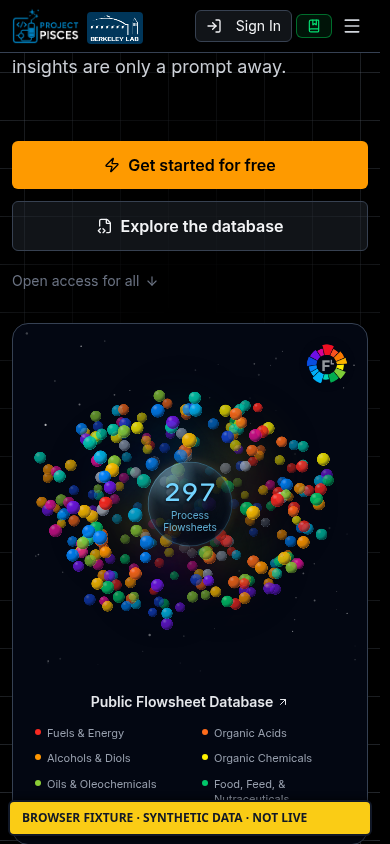 PROJECT
PISCES
BERKELEY LAB
Sign In
insights are only a prompt away.
Get started for free
Explore the database
Open access for all
F
297
Process
Flowsheets
Public Flowsheet Database
Fuels & Energy
Organic Acids
Alcohols & Diols
Organic Chemicals
Oils & Oleochemicals
Food, Feed, &
Nutraceuticals
BROWSER FIXTURE · SYNTHETIC DATA · NOT LIVE